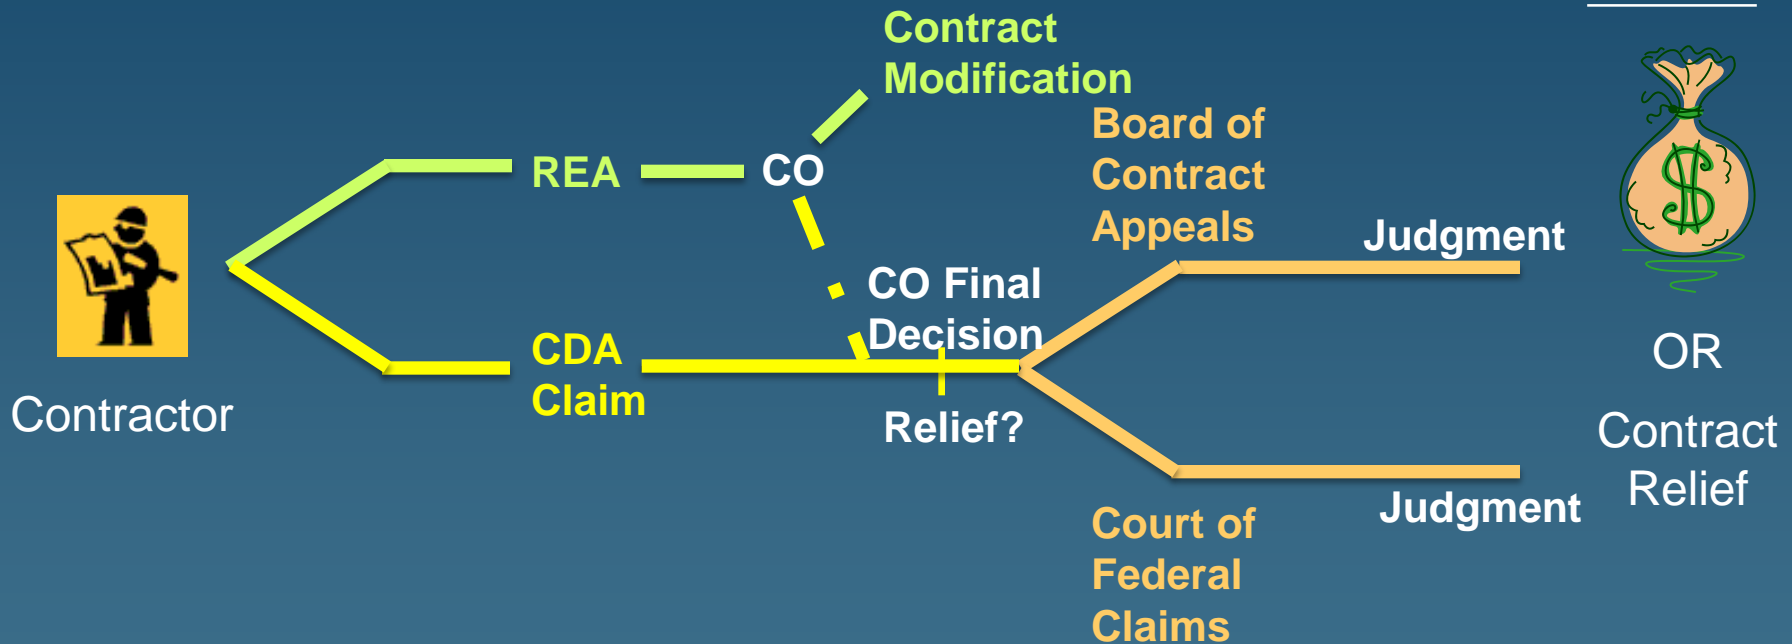 Contract
Modification
REA
CO
Board of
Contract
Appeals
Judgment
CO Final
Decision
CDA
Claim
Relief?
Contractor
Court of
Federal
Claims
Judgment
$
OR
Contract
Relief